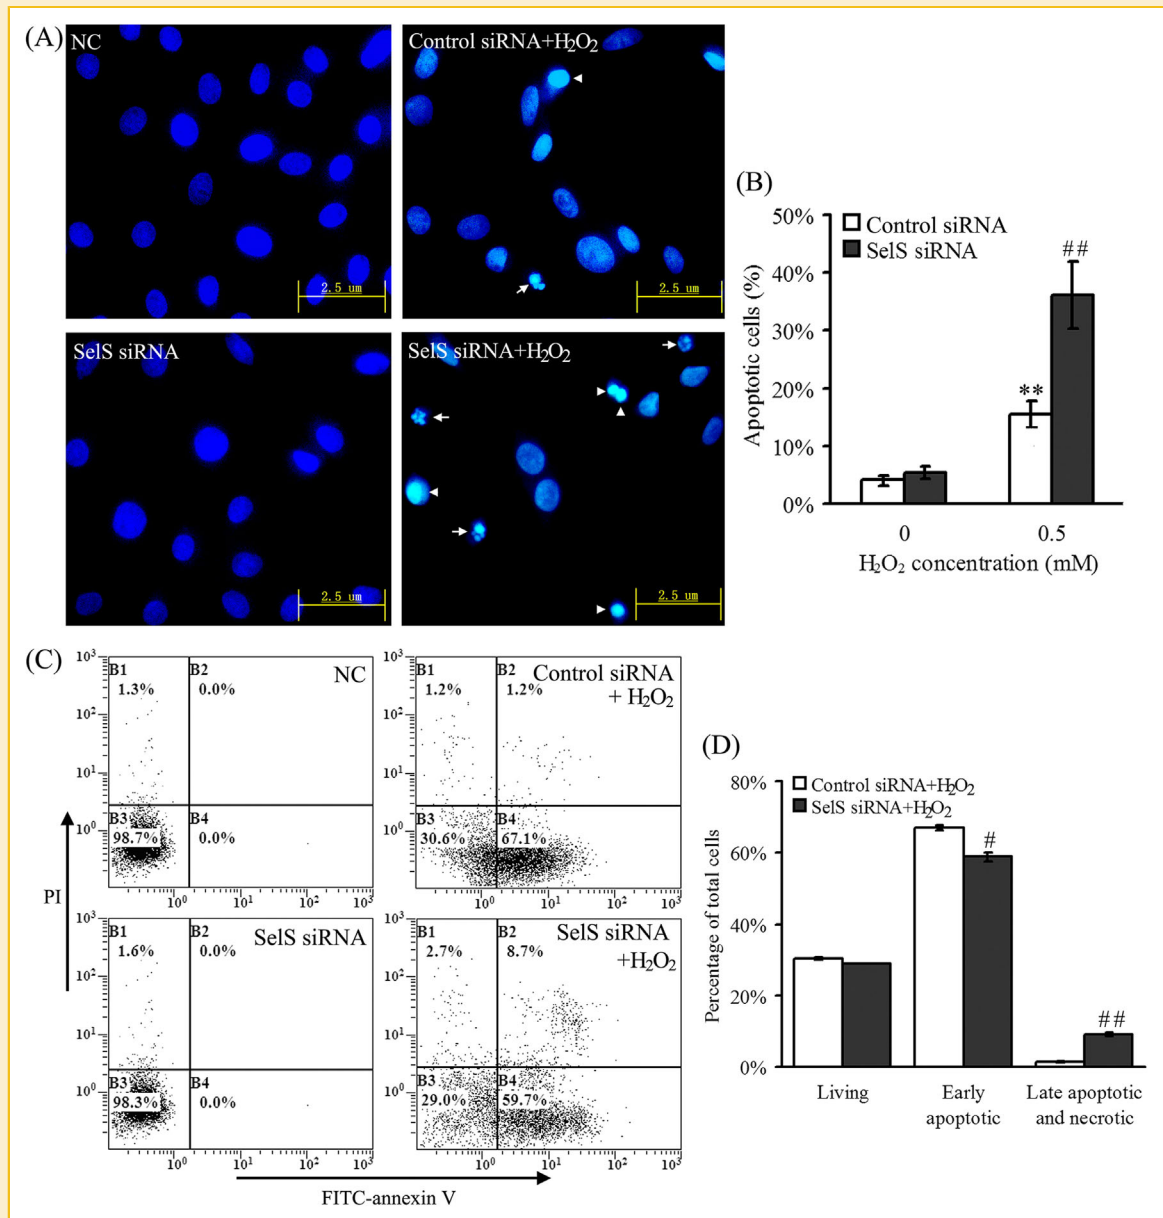 (A)
NC
2.5 um
Control siRNA+H₂O₂
2.5 um
SelS siRNA
2.5 um
SelS siRNA+H₂O₂
2.5 um
(B)
50%
40%
30%
20%
10%
0%
Apoptotic cells (%)
Control siRNA
SelS siRNA
**
##
0
0.5
H₂O₂ concentration (mM)
(C)
PI
NC
B1
1.3%
B2
0.0%
B3
98.7%
B4
0.0%
10³
10²
10¹
10⁰
10⁰
10¹
10²
10³
Control siRNA
+ H₂O₂
B1
1.2%
B2
1.2%
B3
30.6%
B4
67.1%
10³
10²
10¹
10⁰
10⁰
10¹
10²
10³
SelS siRNA
B1
1.6%
B2
0.0%
B3
98.3%
B4
0.0%
10³
10²
10¹
10⁰
10⁰
10¹
10²
10³
SelS siRNA
+H₂O₂
B1
2.7%
B2
8.7%
B3
29.0%
B4
59.7%
10³
10²
10¹
10⁰
10⁰
10¹
10²
10³
FITC-annexin V
(D)
80%
60%
40%
20%
0%
Percentage of total cells
Control siRNA+H₂O₂
SelS siRNA+H₂O₂
#
##
Living
Early
apoptotic
Late apoptotic
and necrotic